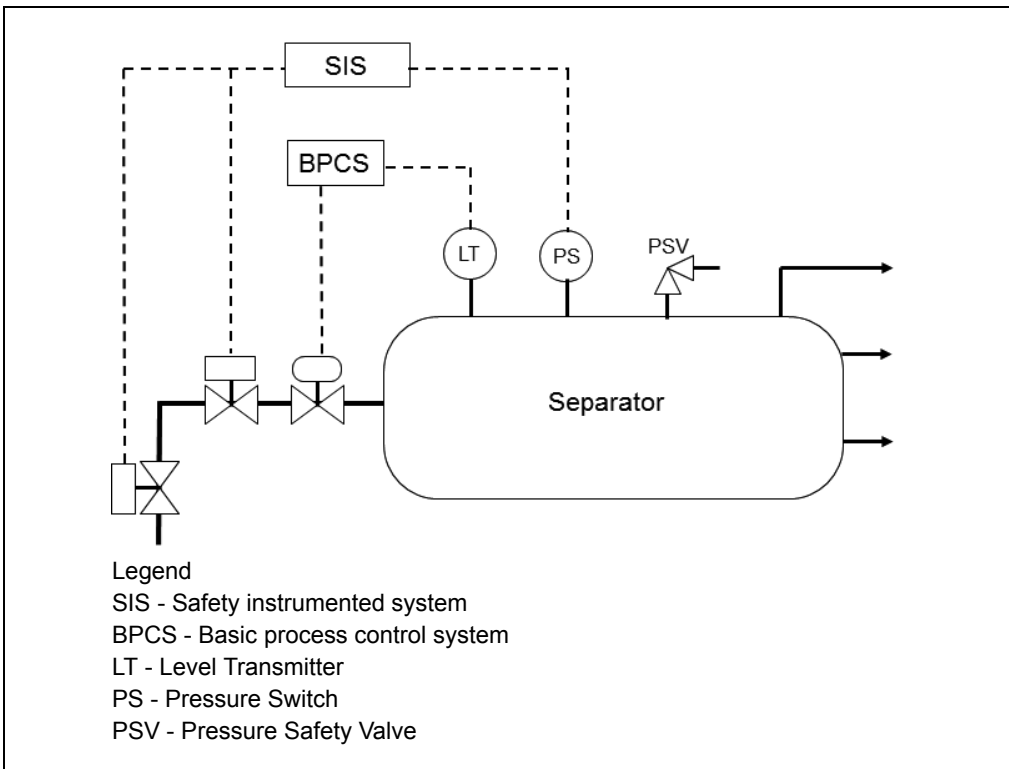 SIS
BPCS
LT
PS
PSV
Separator
Legend
SIS - Safety instrumented system
BPCS - Basic process control system
LT - Level Transmitter
PS - Pressure Switch
PSV - Pressure Safety Valve